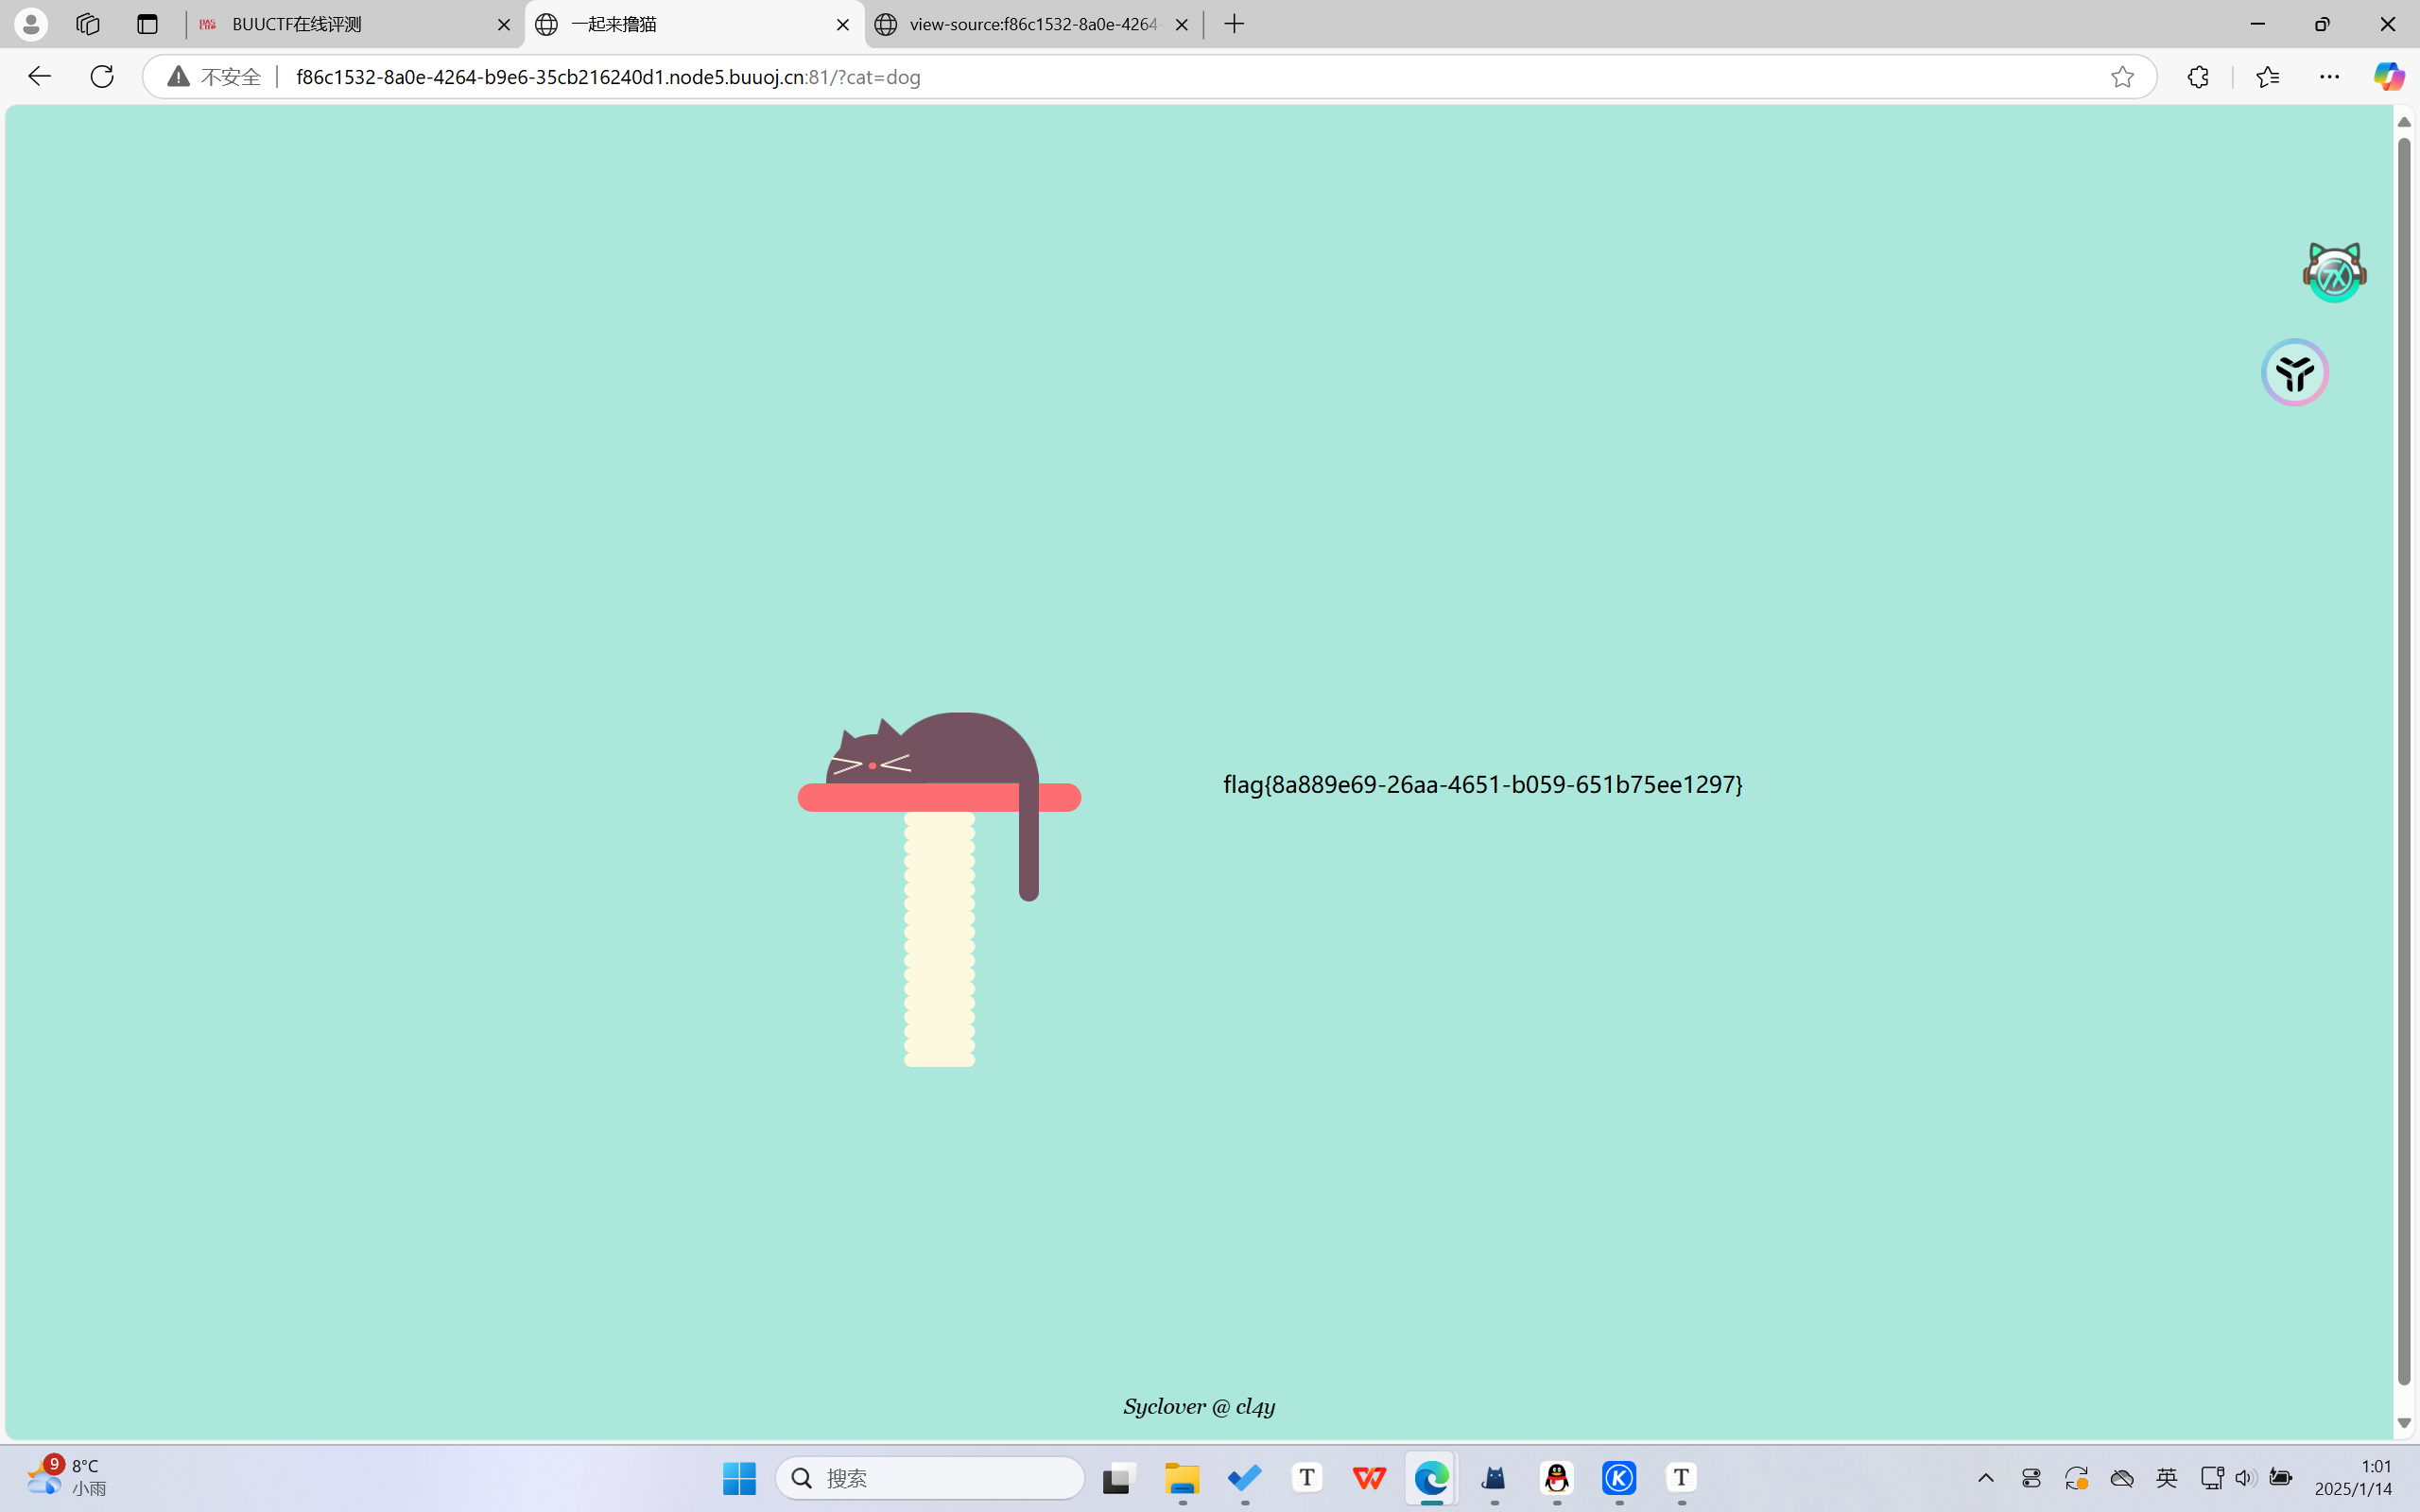 BUUCTF在线评测
一起来撸猫
view-source:f86c1532-8a0e-4264-
不安全
f86c1532-8a0e-4264-b9e6-35cb216240d1.node5.buuoj.cn:81/?cat=dog
flag{8a889e69-26aa-4651-b059-651b75ee1297}
Syclover @ cl4y
9
8°C
小雨
搜索
T
K
T
英
1:01
2025/1/14